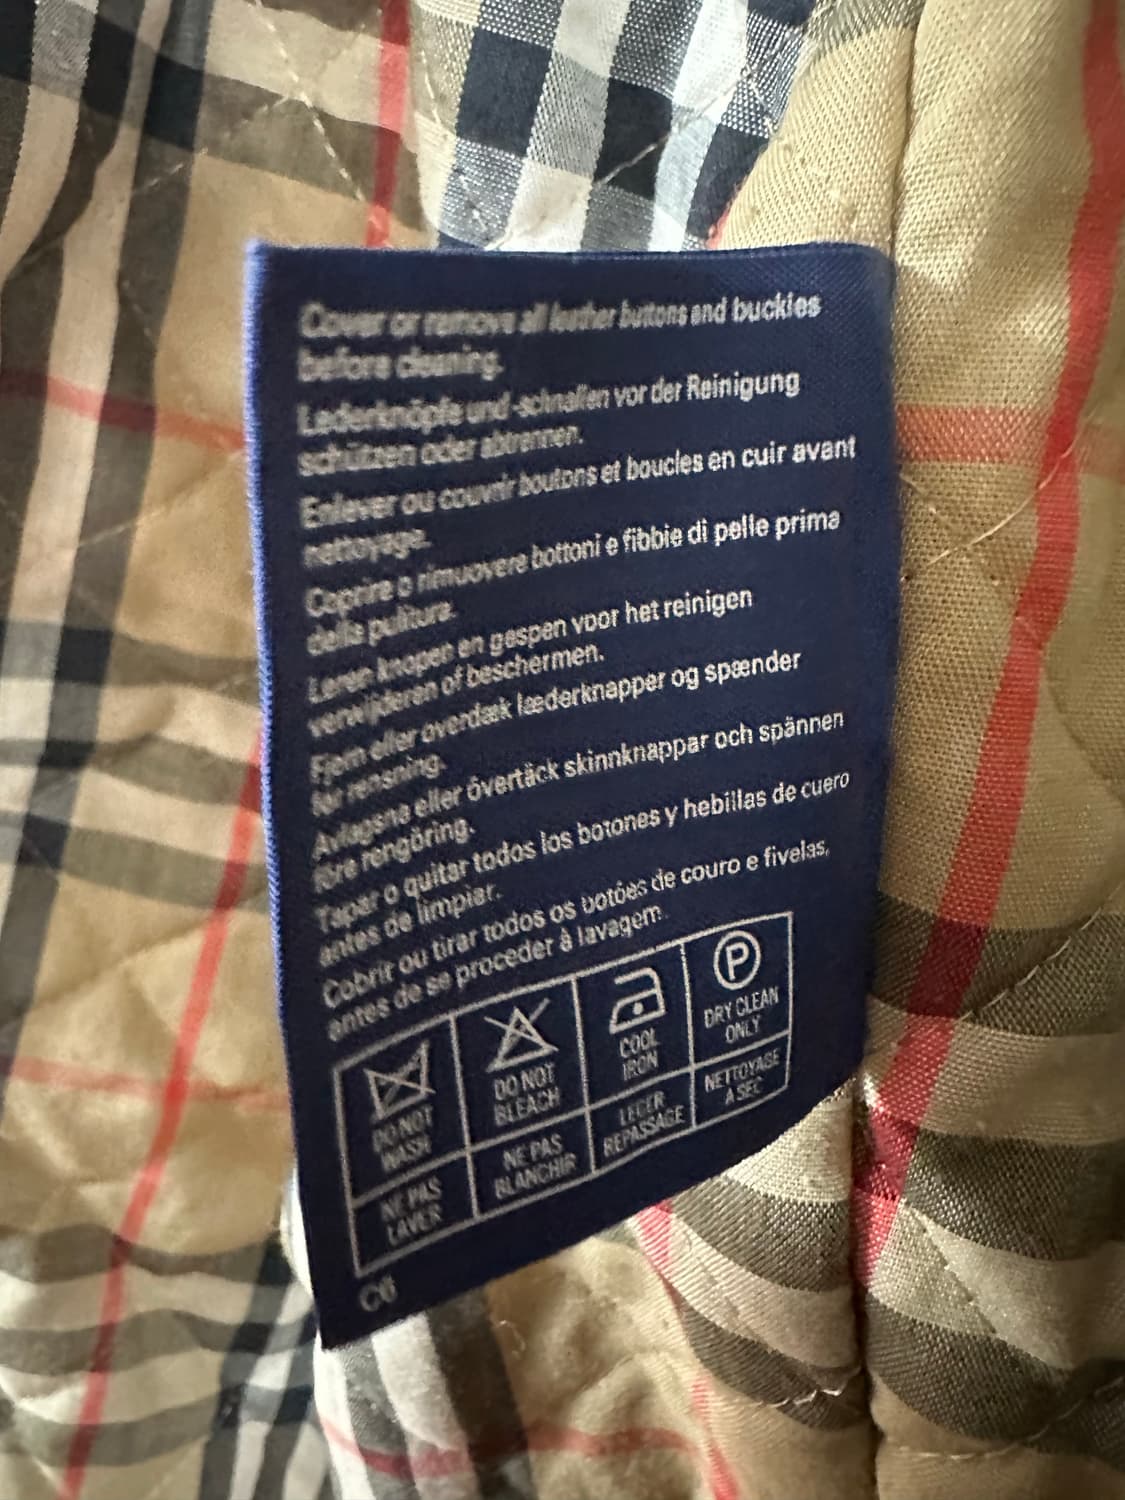 Cover or remove all leather buttons and buckles
before cleaning.
Lederknöpfe und -schnallen vor der Reinigung
schützen oder abtrennen.
Enlever ou couvrir boutons et boucles en cuir avant
nettoyage.
Coprire o rimuovere bottoni e fibbie di pelle prima
della pulitura.
Leren knopen en gespen voor het reinigen
verwijderen of beschermen.
Fjern eller overdæk læderknapper og spænder
før rensning.
Avlagsna eller övertäck skinnknappar och spännen
före rengöring.
Tapar o quitar todos los botones y hebillas de cuero
antes de limpiar.
Cobrir ou tirar todos os botões de couro e fivelas,
antes de se proceder à lavagem.
P
DO NOT WASH
DO NOT BLEACH
COOL IRON
DRY CLEAN ONLY
NE PAS LAVER
NE PAS BLANCHIR
LEGER REPASSAGE
NETTOYAGE A SEC
C6